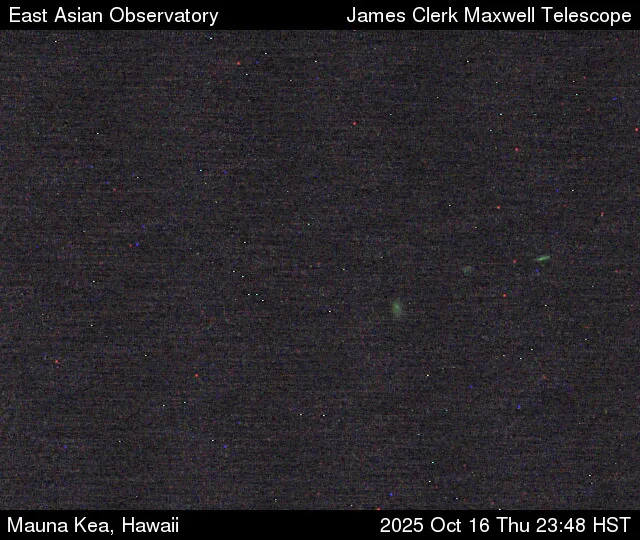 East Asian Observatory
James Clerk Maxwell Telescope
Mauna Kea, Hawaii
2025 Oct 16 Thu 23:48 HST